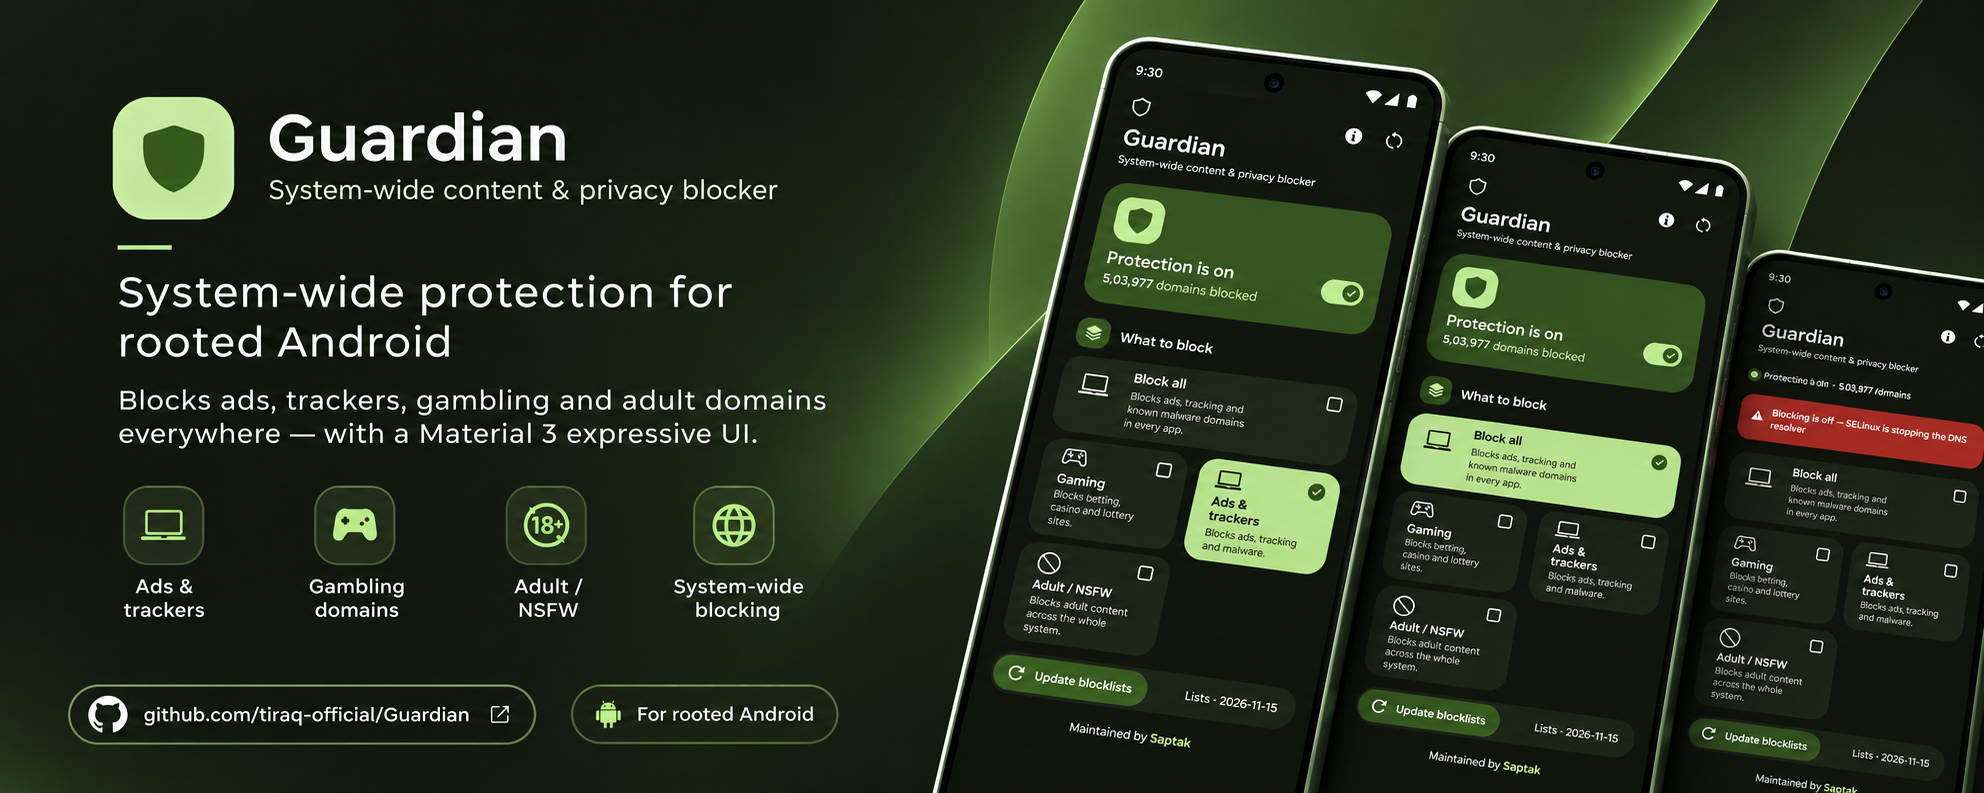 Guardian
System-wide content & privacy blocker
System-wide protection for
rooted Android
Blocks ads, trackers, gambling and adult domains
everywhere — with a Material 3 expressive UI.
Ads &
trackers
Gambling
domains
18+
Adult /
NSFW
System-wide
blocking
github.com/tiraq-official/Guardian
For rooted Android
9:30
Guardian
System-wide content & privacy blocker
Protection is on
5,03,977 domains blocked
What to block
Block all
Blocks ads, tracking and
known malware domains
in every app.
Gaming
Blocks betting,
casino and lottery
sites.
Ads &
trackers
Blocks ads, tracking
and malware.
Adult / NSFW
Blocks adult content
across the whole
system.
Update blocklists
Lists - 2026-11-15
Maintained by Saptak
9:30
Guardian
System-wide content & privacy blocker
Protection is on
5,03,977 domains blocked
What to block
Block all
Blocks ads, tracking and
known malware domains
in every app.
Gaming
Blocks betting,
casino and lottery
sites.
Ads &
trackers
Blocks ads, tracking
and malware.
Adult / NSFW
Blocks adult content
across the whole
system.
Update blocklists
Lists - 2026-11-15
Maintained by Saptak
9:30
Guardian
System-wide content & privacy blocker
503,977 /domains
Blocking is off — SELinux is stopping the DNS
resolver
Block all
Blocks ads, tracking and
known malware domains
in every app.
Gaming
Blocks betting,
casino and lottery
sites.
Ads &
trackers
Blocks ads, tracking
and malware.
Adult / NSFW
Blocks adult content
across the whole
system.
Update blocklists
Lists - 2026-11-15
Maintained by Saptak